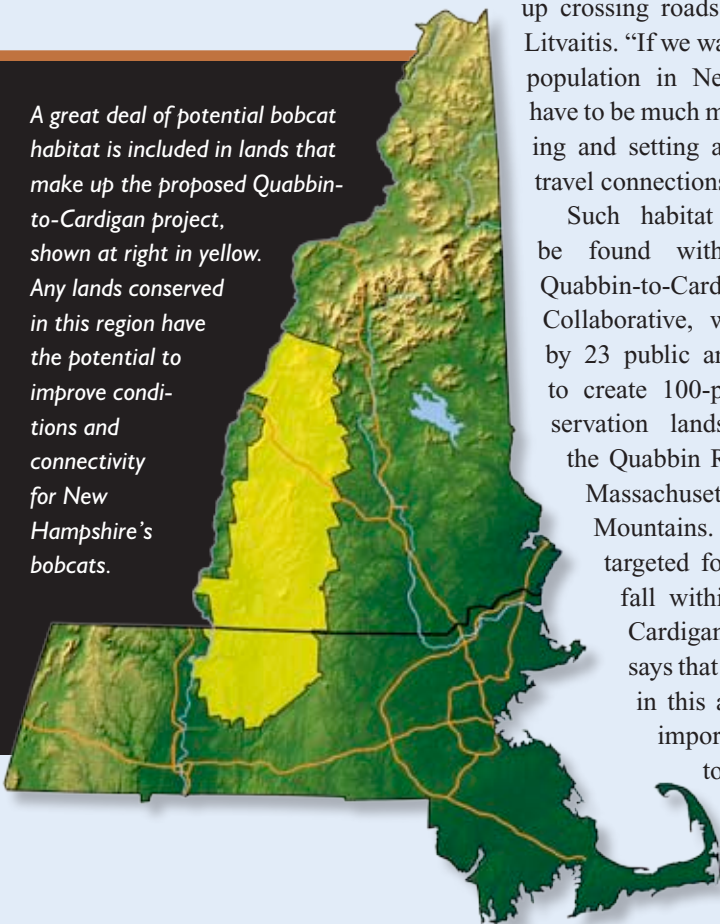 A great deal of potential bobcat
habitat is included in lands that
make up the proposed Quabbin-
to-Cardigan project,
shown at right in yellow.
Any lands conserved
in this region have
the potential to
improve condi-
tions and
connectivity
for New
Hampshire's
bobcats.
up crossing roads
Litvaitis. “If we wa
population in Ne
have to be much m
ing and setting a
travel connections
Such habitat
be found with
Quabbin-to-Card
Collaborative, w
by 23 public an
to create 100-p
servation lands
the Quabbin R
Massachuset
Mountains.
targeted fo
fall withi
Cardigan
says that
in this a
impor
to